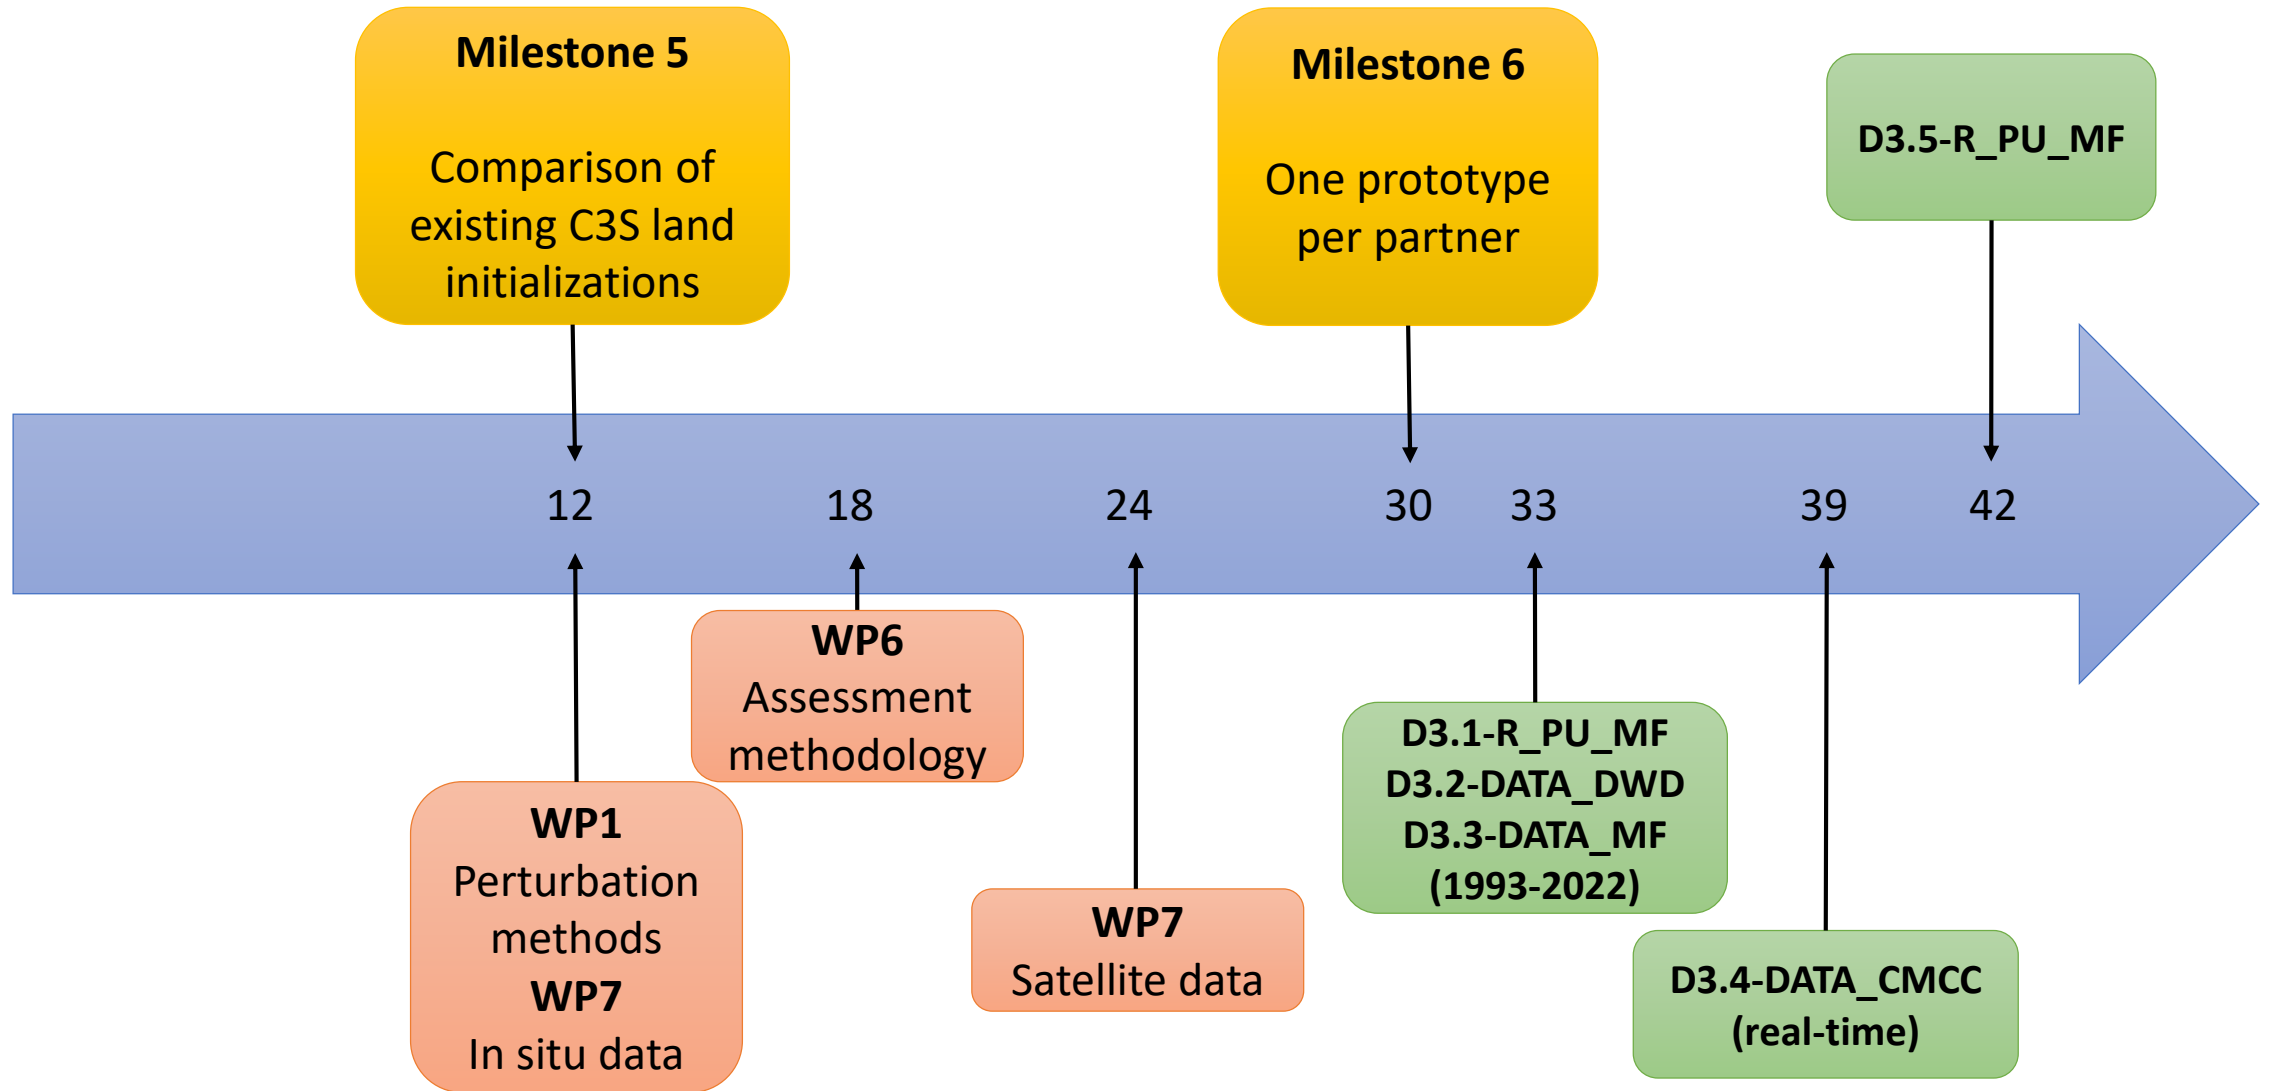 Milestone 5
Comparison of
existing C3S land
initializations
Milestone 6
One prototype
per partner
D3.5-R_PU_MF
12
18
24
30
33
39
42
WP6
Assessment
methodology
WP1
Perturbation
methods
WP7
In situ data
WP7
Satellite data
D3.1-R_PU_MF
D3.2-DATA_DWD
D3.3-DATA_MF
(1993-2022)
D3.4-DATA_CMCC
(real-time)